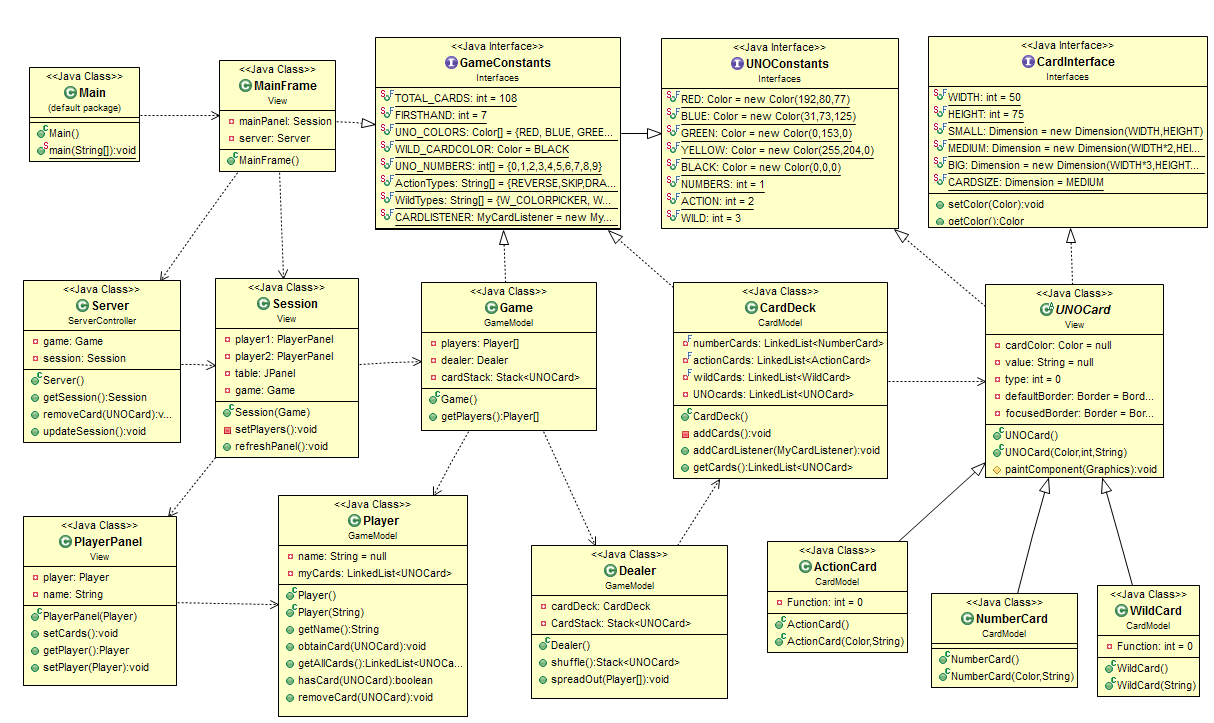 <<Java Class>>
Main
(default package)
Main()
main(String[]):void
<<Java Class>>
MainFrame
View
mainPanel: Session
server: Server
MainFrame()
<<Java Interface>>
GameConstants
Interfaces
TOTAL_CARDS: int = 108
FIRSTHAND: int = 7
UNO_COLORS: Color[] = {RED, BLUE, GREE...
WILD_CARDCOLOR: Color = BLACK
UNO_NUMBERS: int[] = {0,1,2,3,4,5,6,7,8,9}
ActionTypes: String[] = {REVERSE,SKIP,DRA...
WildTypes: String[] = {W_COLORPICKER, W...
CARDLISTENER: MyCardListener = new My...
<<Java Interface>>
UNOConstants
Interfaces
RED: Color = new Color(192,80,77)
BLUE: Color = new Color(31,73,125)
GREEN: Color = new Color(0,153,0)
YELLOW: Color = new Color(255,204,0)
BLACK: Color = new Color(0,0,0)
NUMBERS: int = 1
ACTION: int = 2
WILD: int = 3
<<Java Interface>>
CardInterface
Interfaces
WIDTH: int = 50
HEIGHT: int = 75
SMALL: Dimension = new Dimension(WIDTH,HEIGHT)
MEDIUM: Dimension = new Dimension(WIDTH*2,HEI...
BIG: Dimension = new Dimension(WIDTH*3,HEIGHT...
CARDSIZE: Dimension = MEDIUM
setColor(Color):void
getColor():Color
<<Java Class>>
Server
ServerController
game: Game
session: Session
Server()
getSession():Session
removeCard(UNOCard):v...
updateSession():void
<<Java Class>>
Session
View
player1: PlayerPanel
player2: PlayerPanel
table: JPanel
game: Game
Session(Game)
setPlayers():void
refreshPanel():void
<<Java Class>>
Game
GameModel
players: Player[]
dealer: Dealer
cardStack: Stack<UNOCard>
Game()
getPlayers():Player[]
<<Java Class>>
CardDeck
CardModel
numberCards: LinkedList<NumberCard>
actionCards: LinkedList<ActionCard>
wildCards: LinkedList<WildCard>
UNOcards: LinkedList<UNOCard>
CardDeck()
addCards():void
addCardListener(MyCardListener):void
getCards():LinkedList<UNOCard>
<<Java Class>>
UNOCard
View
cardColor: Color = null
value: String = null
type: int = 0
defaultBorder: Border = Bord...
focusedBorder: Border = Bor...
UNOCard()
UNOCard(Color,int,String)
paintComponent(Graphics):void
<<Java Class>>
PlayerPanel
View
player: Player
name: String
PlayerPanel(Player)
setCards():void
getPlayer():Player
setPlayer(Player):void
<<Java Class>>
Player
GameModel
name: String = null
myCards: LinkedList<UNOCard>
Player()
Player(String)
getName():String
obtainCard(UNOCard):void
getAllCards():LinkedList<UNOCa...
hasCard(UNOCard):boolean
removeCard(UNOCard):void
<<Java Class>>
Dealer
GameModel
cardDeck: CardDeck
CardStack: Stack<UNOCard>
Dealer()
shuffle():Stack<UNOCard>
spreadOut(Player[]):void
<<Java Class>>
ActionCard
CardModel
Function: int = 0
ActionCard()
ActionCard(Color,String)
<<Java Class>>
NumberCard
CardModel
NumberCard()
NumberCard(Color,String)
<<Java Class>>
WildCard
CardModel
Function: int = 0
WildCard()
WildCard(String)